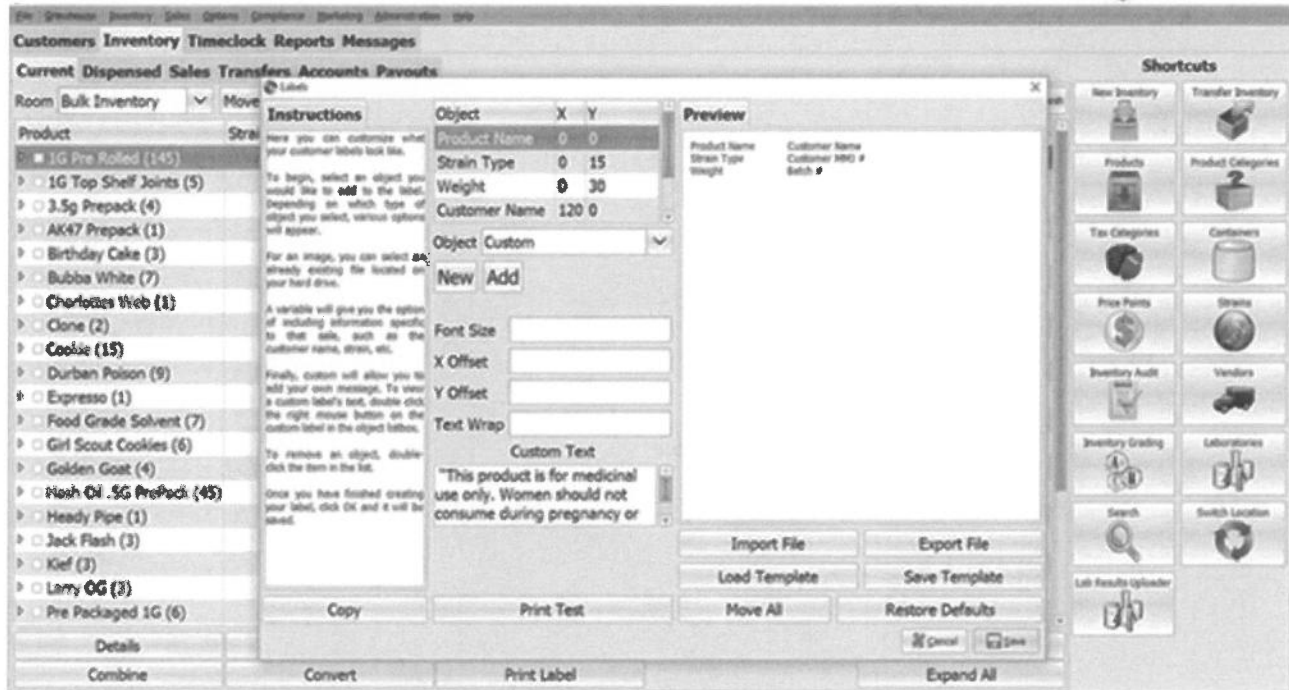 File Greenhouse Inventory Sales Options Compliance Marketing Administration Help
Customers Inventory Timeclock Reports Messages
Current Dispensed Sales Transfers Accounts Payouts
Room Bulk Inventory Move
Product Strai
1G Pre Rolled (145)
1G Top Shelf Joints (5)
3.5g Prepack (4)
AK47 Prepack (1)
Birthday Cake (3)
Bubba White (7)
Charlottes Web (1)
Clone (2)
Cookie (15)
Durban Poison (9)
Expresso (1)
Food Grade Solvent (7)
Girl Scout Cookies (6)
Golden Goat (4)
Hash Oil .5G PrePack (45)
Heady Pipe (1)
Jack Flash (3)
Kief (3)
Larry OG (3)
Pre Packaged 1G (6)
Details
Combine Convert Print Label Expand All
Labels
Instructions
Here you can customize what
your customer labels look like.
To begin, select an object you
would like to add to the label.
Depending on which type of
object you select, various options
will appear.
For an image, you can select an
already existing file located on
your hard drive.
A variable will give you the option
of including information specific
to that sale, such as the
customer name, strain, etc.
Finally, custom will allow you to
add your own message. To view
a custom label's text, double click
the right mouse button on the
custom label in the object listbox.
To remove an object, double-
click the item in the list.
Once you have finished creating
your label, click OK and it will be
saved.
Object X Y
Product Name 0 0
Strain Type 0 15
Weight 0 30
Customer Name 120 0
Object Custom
New Add
Font Size
X Offset
Y Offset
Text Wrap
Custom Text
"This product is for medicinal
use only. Women should not
consume during pregnancy or
Preview
Product Name Customer Name
Strain Type Customer MMJ #
Weight Batch #
Import File Export File
Load Template Save Template
Copy Print Test Move All Restore Defaults
Cancel Save
Shortcuts
New Inventory Transfer Inventory
Products Product Categories
Tax Categories Containers
Price Points Strains
Inventory Audit Vendors
Inventory Grading Laboratories
Search Switch Location
Lab Results Uploader